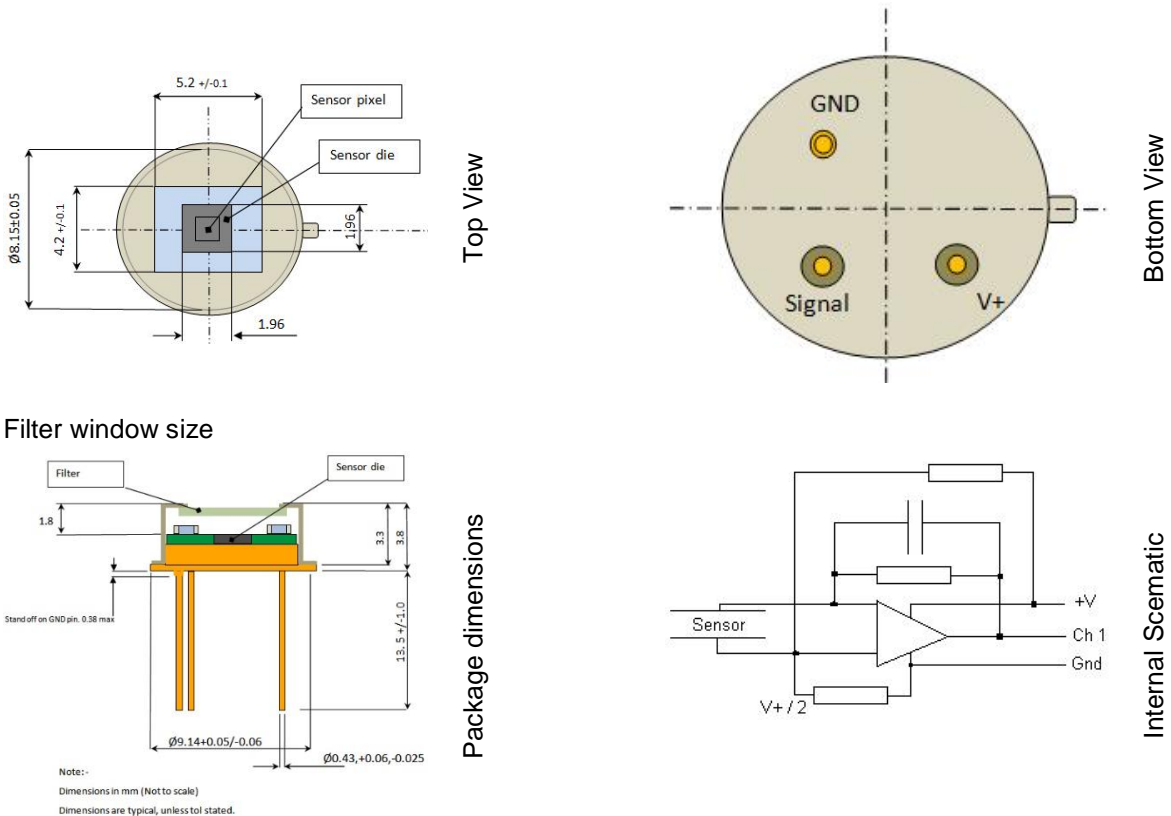 5.2 +/-0.1
Sensor pixel
Sensor die
Ø8.15±0.05
4.2 +/-0.1
1.96
1.96
Top View
GND
Signal
V+
Bottom View
Filter window size
Filter
Sensor die
1.8
3.3
3.8
Stand off on GND pin. 0.38 max
13.5 +/-1.0
Ø9.14+0.05/-0.06
Ø0.43,+0.06,-0.025
Note:-
Dimensions in mm (Not to scale)
Dimensions are typical, unless tol stated.
Package dimensions
Sensor
+V
Ch 1
Gnd
V+ / 2
Internal Scematic